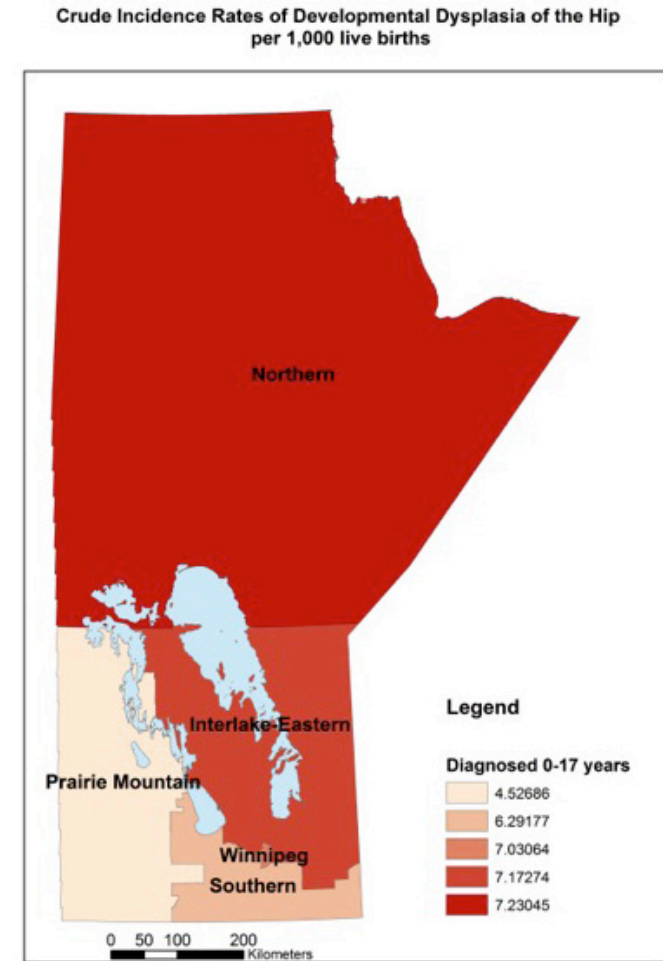 Crude Incidence Rates of Developmental Dysplasia of the Hip
per 1,000 live births
Northern
Interlake-Eastern
Prairie Mountain
Winnipeg
Southern
Legend
Diagnosed 0-17 years
4.52686
6.29177
7.03064
7.17274
7.23045
0 50 100 200
Kilometers